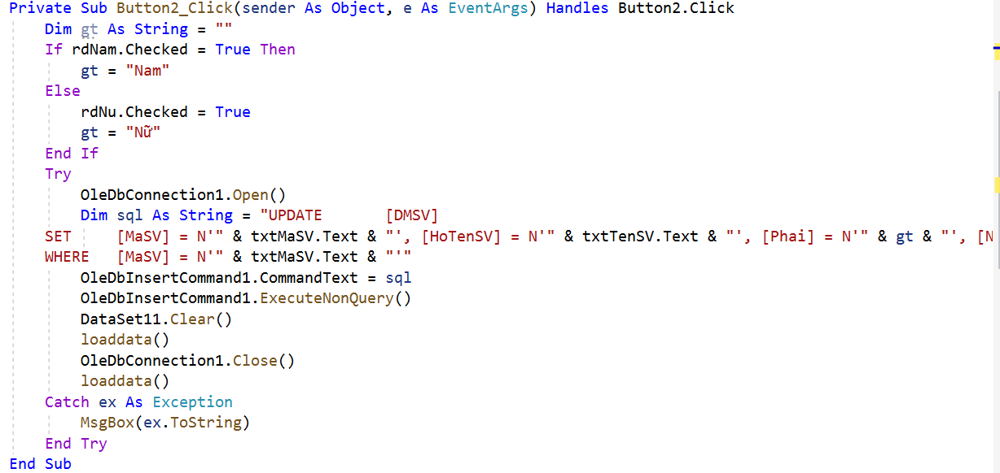 Private Sub Button2_Click(sender As Object, e As EventArgs) Handles Button2.Click
    Dim gt As String = ""
    If rdNam.Checked = True Then
        gt = "Nam"
    Else
        rdNu.Checked = True
        gt = "Nữ"
    End If
    Try
        OleDbConnection1.Open()
        Dim sql As String = "UPDATE       [DMSV]
    SET     [MaSV] = N'" & txtMaSV.Text & "', [HoTenSV] = N'" & txtTenSV.Text & "', [Phai] = N'" & gt & "', [N
    WHERE   [MaSV] = N'" & txtMaSV.Text & "'"
        OleDbInsertCommand1.CommandText = sql
        OleDbInsertCommand1.ExecuteNonQuery()
        DataSet11.Clear()
        loaddata()
        OleDbConnection1.Close()
        loaddata()
    Catch ex As Exception
        MsgBox(ex.ToString)
    End Try
End Sub